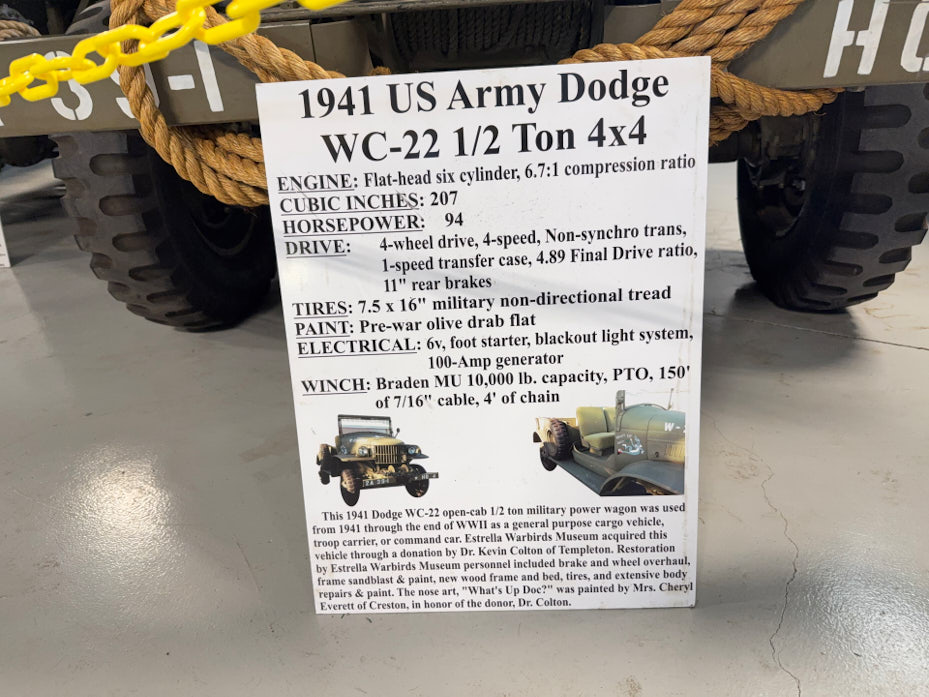 39-1
HQ
1941 US Army Dodge
WC-22 1/2 Ton 4x4
ENGINE: Flat-head six cylinder, 6.7:1 compression ratio
CUBIC INCHES: 207
HORSEPOWER: 94
DRIVE: 4-wheel drive, 4-speed, Non-synchro trans,
1-speed transfer case, 4.89 Final Drive ratio,
11" rear brakes
TIRES: 7.5 x 16" military non-directional tread
PAINT: Pre-war olive drab flat
ELECTRICAL: 6v, foot starter, blackout light system,
100-Amp generator
WINCH: Braden MU 10,000 lb. capacity, PTO, 150'
of 7/16" cable, 4' of chain
This 1941 Dodge WC-22 open-cab 1/2 ton military power wagon was used
from 1941 through the end of WWII as a general purpose cargo vehicle,
troop carrier, or command car. Estrella Warbirds Museum acquired this
vehicle through a donation by Dr. Kevin Colton of Templeton. Restoration
by Estrella Warbirds Museum personnel included brake and wheel overhaul,
frame sandblast & paint, new wood frame and bed, tires, and extensive body
repairs & paint. The nose art, "What's Up Doc?" was painted by Mrs. Cheryl
Everett of Creston, in honor of the donor, Dr. Colton.